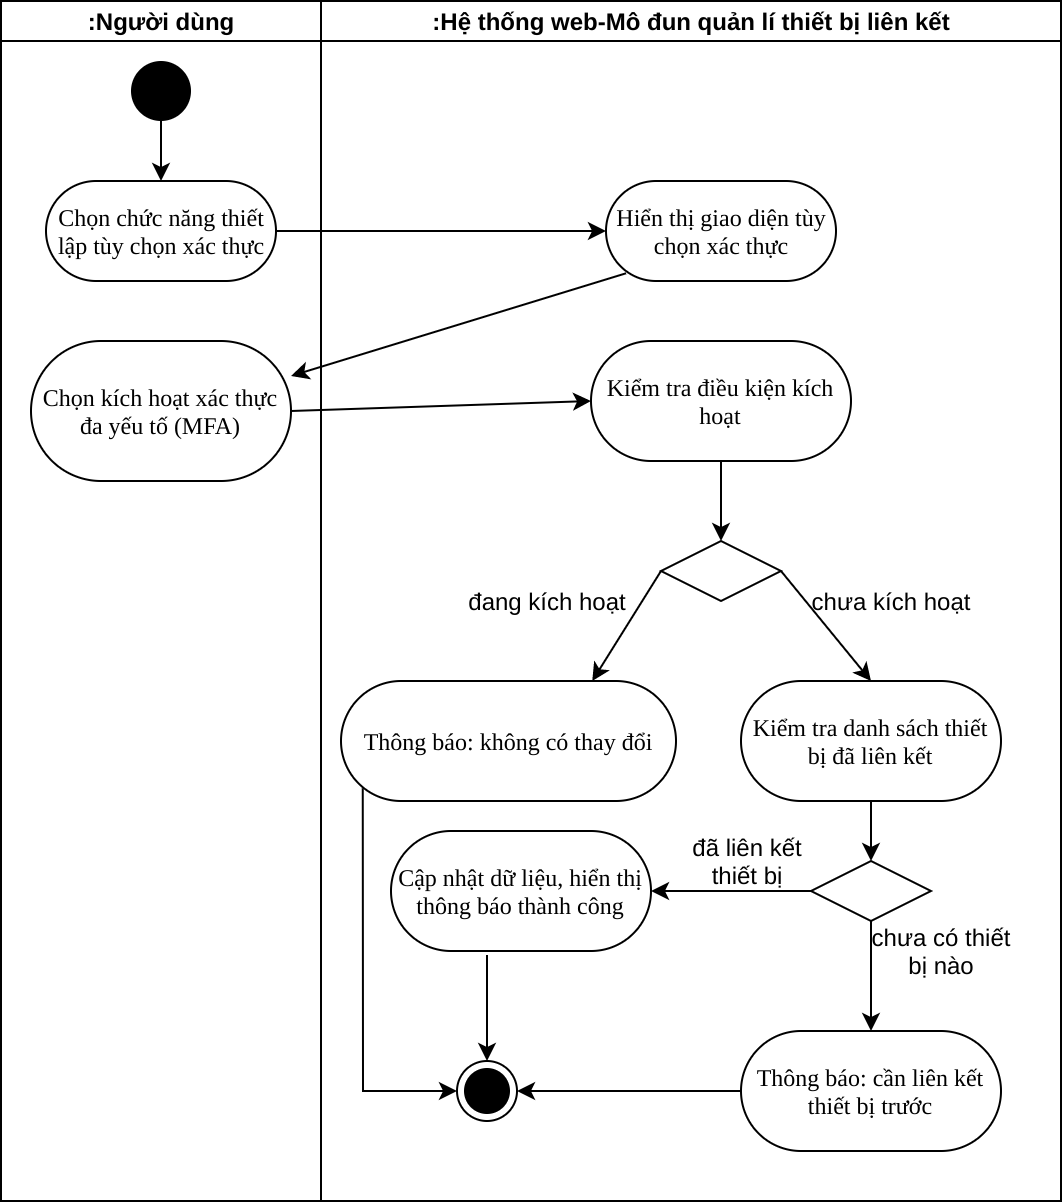 :Người dùng
:Hệ thống web-Mô đun quản lí thiết bị liên kết
Chọn chức năng thiết
lập tùy chọn xác thực
Hiển thị giao diện tùy
chọn xác thực
Chọn kích hoạt xác thực
đa yếu tố (MFA)
Kiểm tra điều kiện kích
hoạt
đang kích hoạt
chưa kích hoạt
Thông báo: không có thay đổi
Kiểm tra danh sách thiết
bị đã liên kết
đã liên kết
thiết bị
Cập nhật dữ liệu, hiển thị
thông báo thành công
chưa có thiết
bị nào
Thông báo: cần liên kết
thiết bị trước